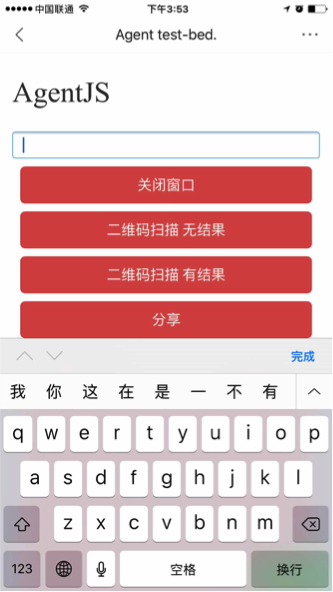 中国联通 下午3:53
Agent test-bed.
AgentJS
关闭窗口
二维码扫描 无结果
二维码扫描 有结果
分享
完成
我 你 这 在 是 一 不 有
q w e r t y u i o p
a s d f g h j k l
z x c v b n m
123 空格 换行